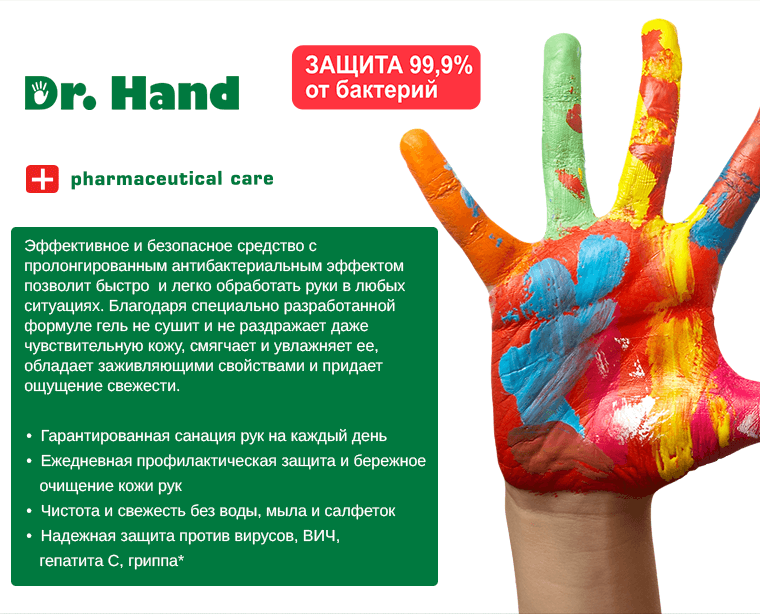 Dr. Hand
ЗАЩИТА 99,9%
от бактерий
pharmaceutical care
Эффективное и безопасное средство с
пролонгированным антибактериальным эффектом
позволит быстро  и легко обработать руки в любых
ситуациях. Благодаря специально разработанной
формуле гель не сушит и не раздражает даже
чувствительную кожу, смягчает и увлажняет ее,
обладает заживляющими свойствами и придает
ощущение свежести.
• Гарантированная санация рук на каждый день
• Ежедневная профилактическая защита и бережное
очищение кожи рук
• Чистота и свежесть без воды, мыла и салфеток
• Надежная защита против вирусов, ВИЧ,
гепатита С, гриппа*